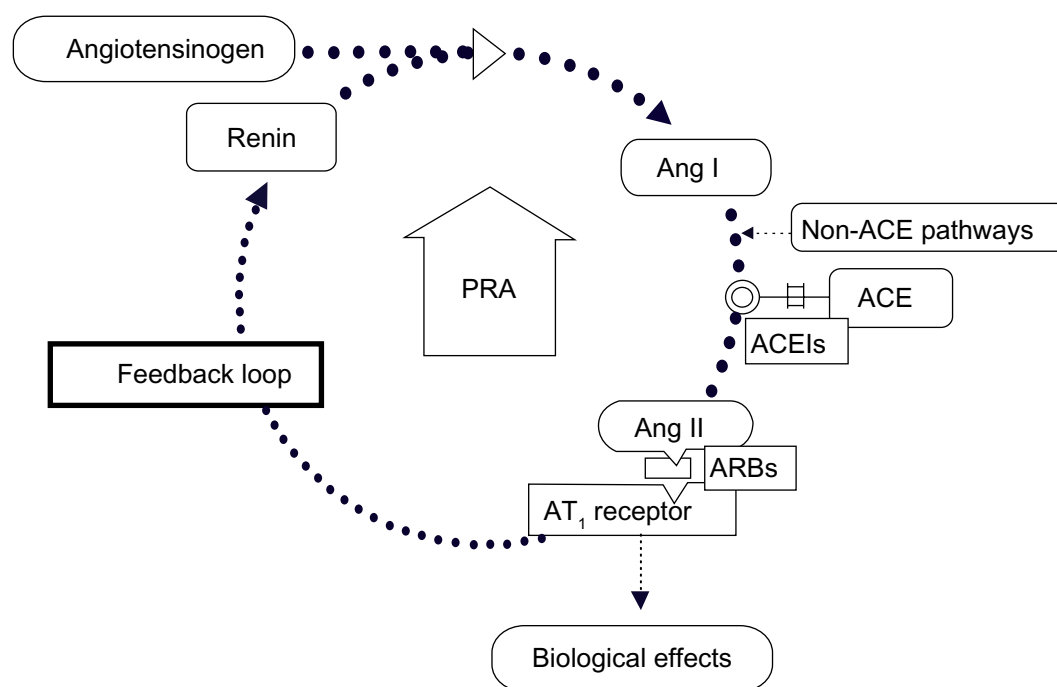 Angiotensinogen
Renin
Ang I
Non-ACE pathways
PRA
ACE
ACEIs
Feedback loop
Ang II
ARBs
AT₁ receptor
Biological effects